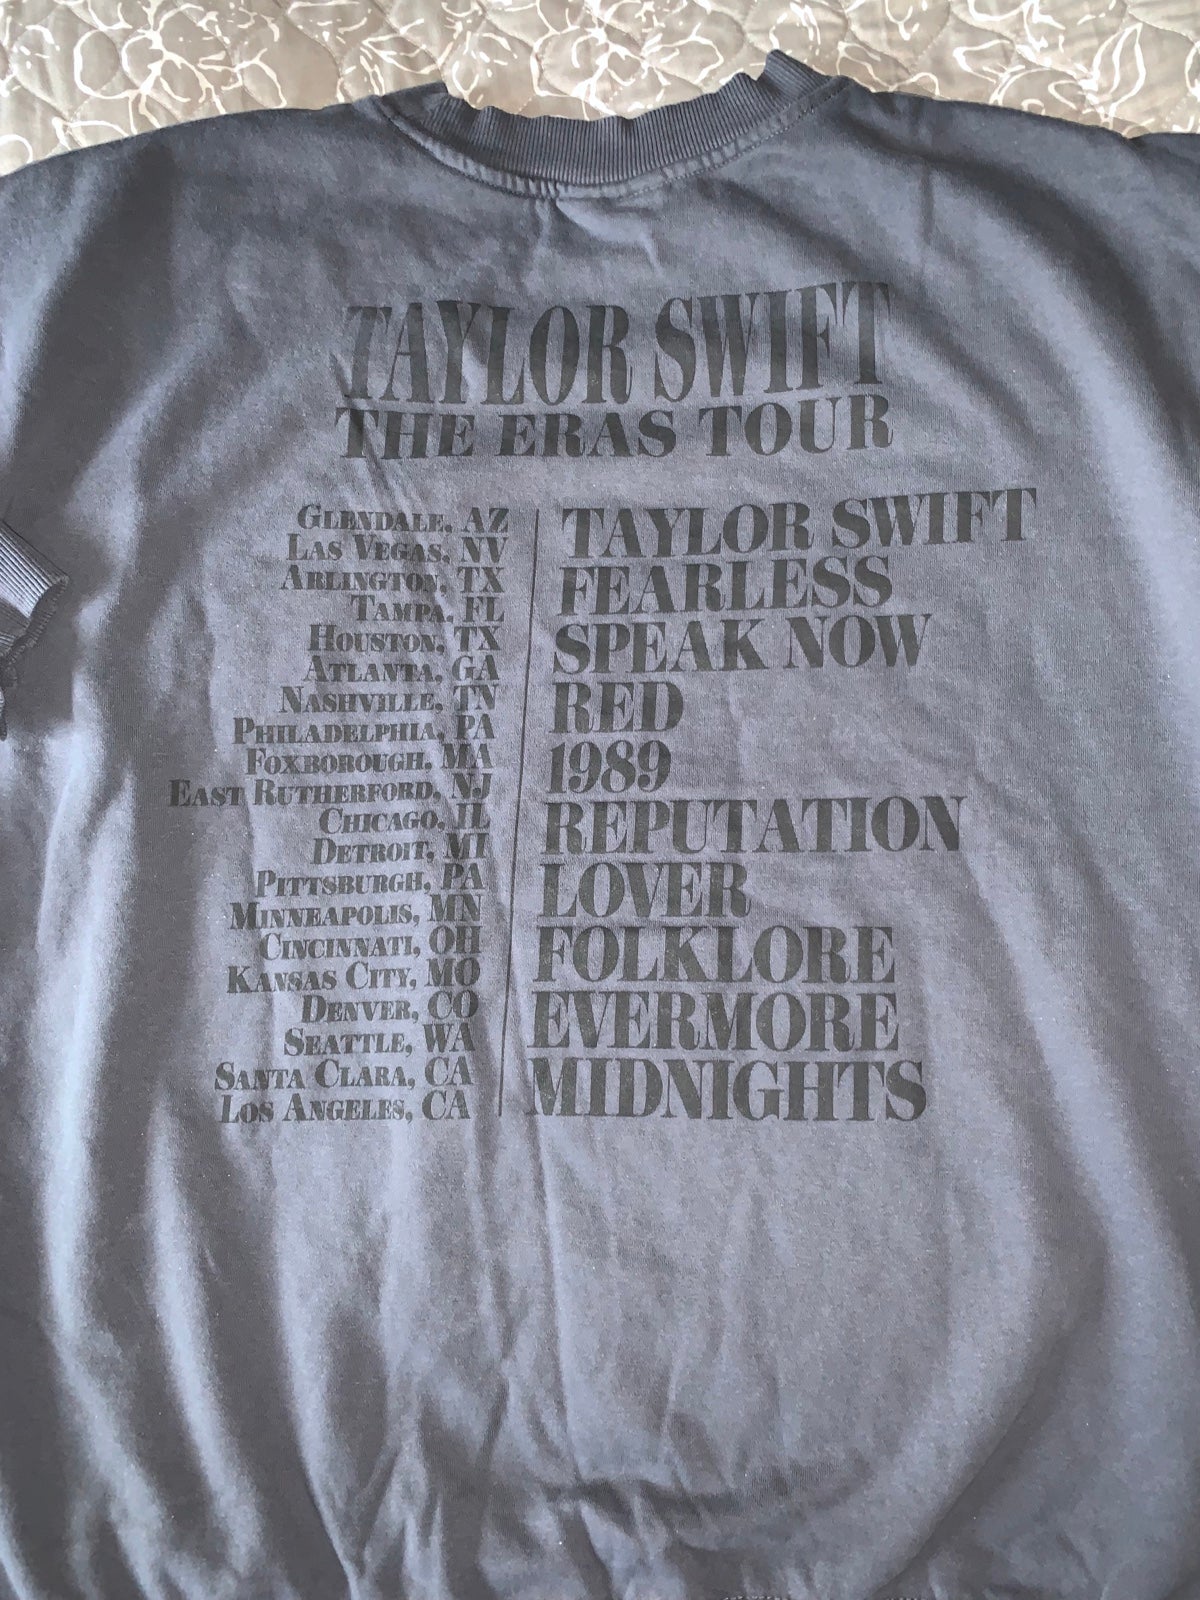 TAYLOR SWIFT
THE ERAS TOUR
GLENDALE, AZ
LAS VEGAS, NV
ARLINGTON, TX
TAMPA, FL
HOUSTON, TX
ATLANTA, GA
NASHVILLE, TN
PHILADELPHIA, PA
FOXBOROUGH, MA
EAST RUTHERFORD, NJ
CHICAGO, IL
DETROIT, MI
PITTSBURGH, PA
MINNEAPOLIS, MN
CINCINNATI, OH
KANSAS CITY, MO
DENVER, CO
SEATTLE, WA
SANTA CLARA, CA
LOS ANGELES, CA
TAYLOR SWIFT
FEARLESS
SPEAK NOW
RED
1989
REPUTATION
LOVER
FOLKLORE
EVERMORE
MIDNIGHTS